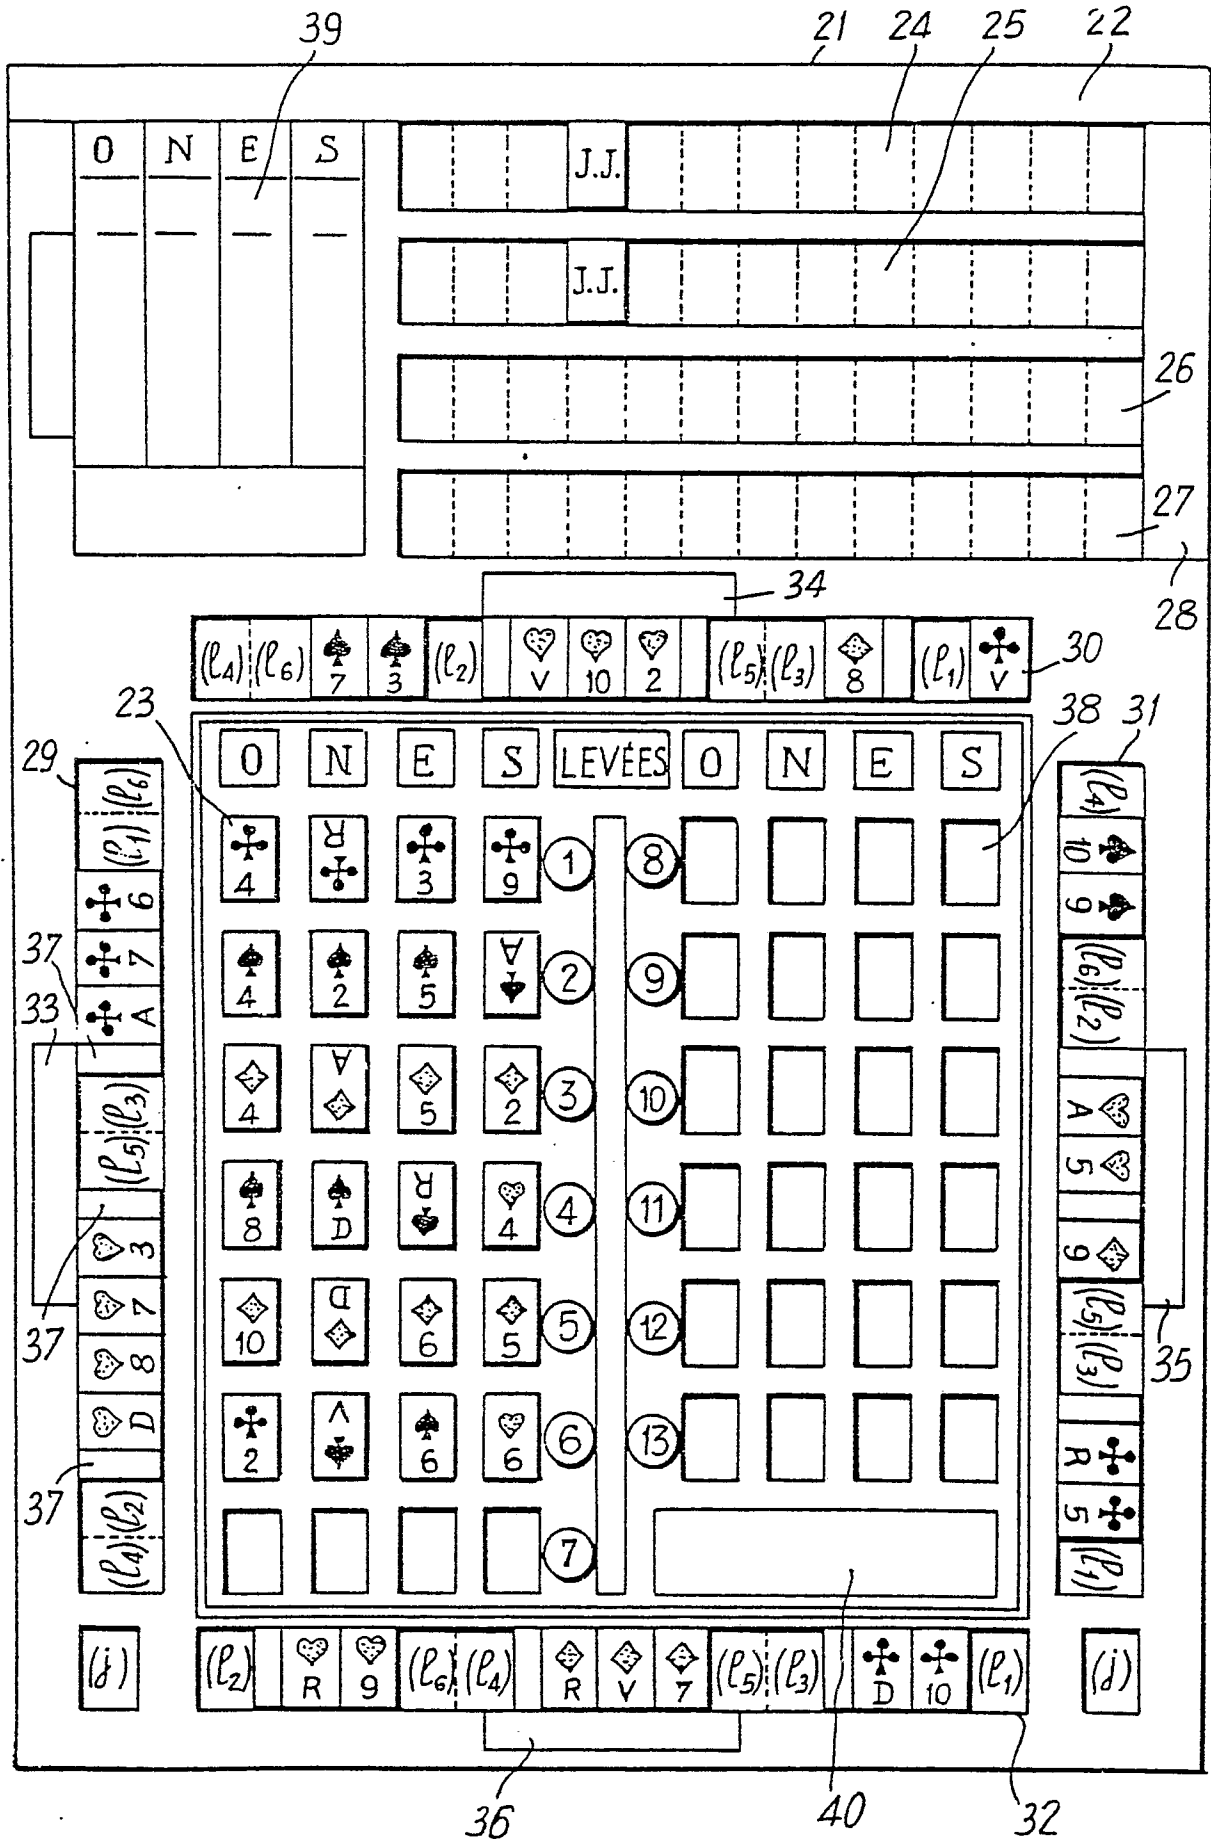 39 21 24 25 22
O N E S
J.J.
J.J.
26
27
28
34
(l4) (l6) 7 3 (l2) V 10 2 (l5) (l3) 8 (l1) V
30
23 38 31
29
O N E S LEVÉES O N E S
4 R 3 9 1 8
4 2 5 A 2 9
4 A 5 2 3 10
8 D R 4 4 11
10 D 6 5 5 12
2 V 6 6 6 13
7
(l6)
(l1)
6
7
A
(l3)
(l5)
3
7
8
D
(l2)
(l4)
37
33
37
37
(l4)
10
9
(l6)
(l2)
A
5
9
(l5)
(l3)
R
5
(l1)
35
(j) (l2) R 9 (l6) (l4) R V 7 (l5) (l3) D 10 (l1) (j)
36 40 32